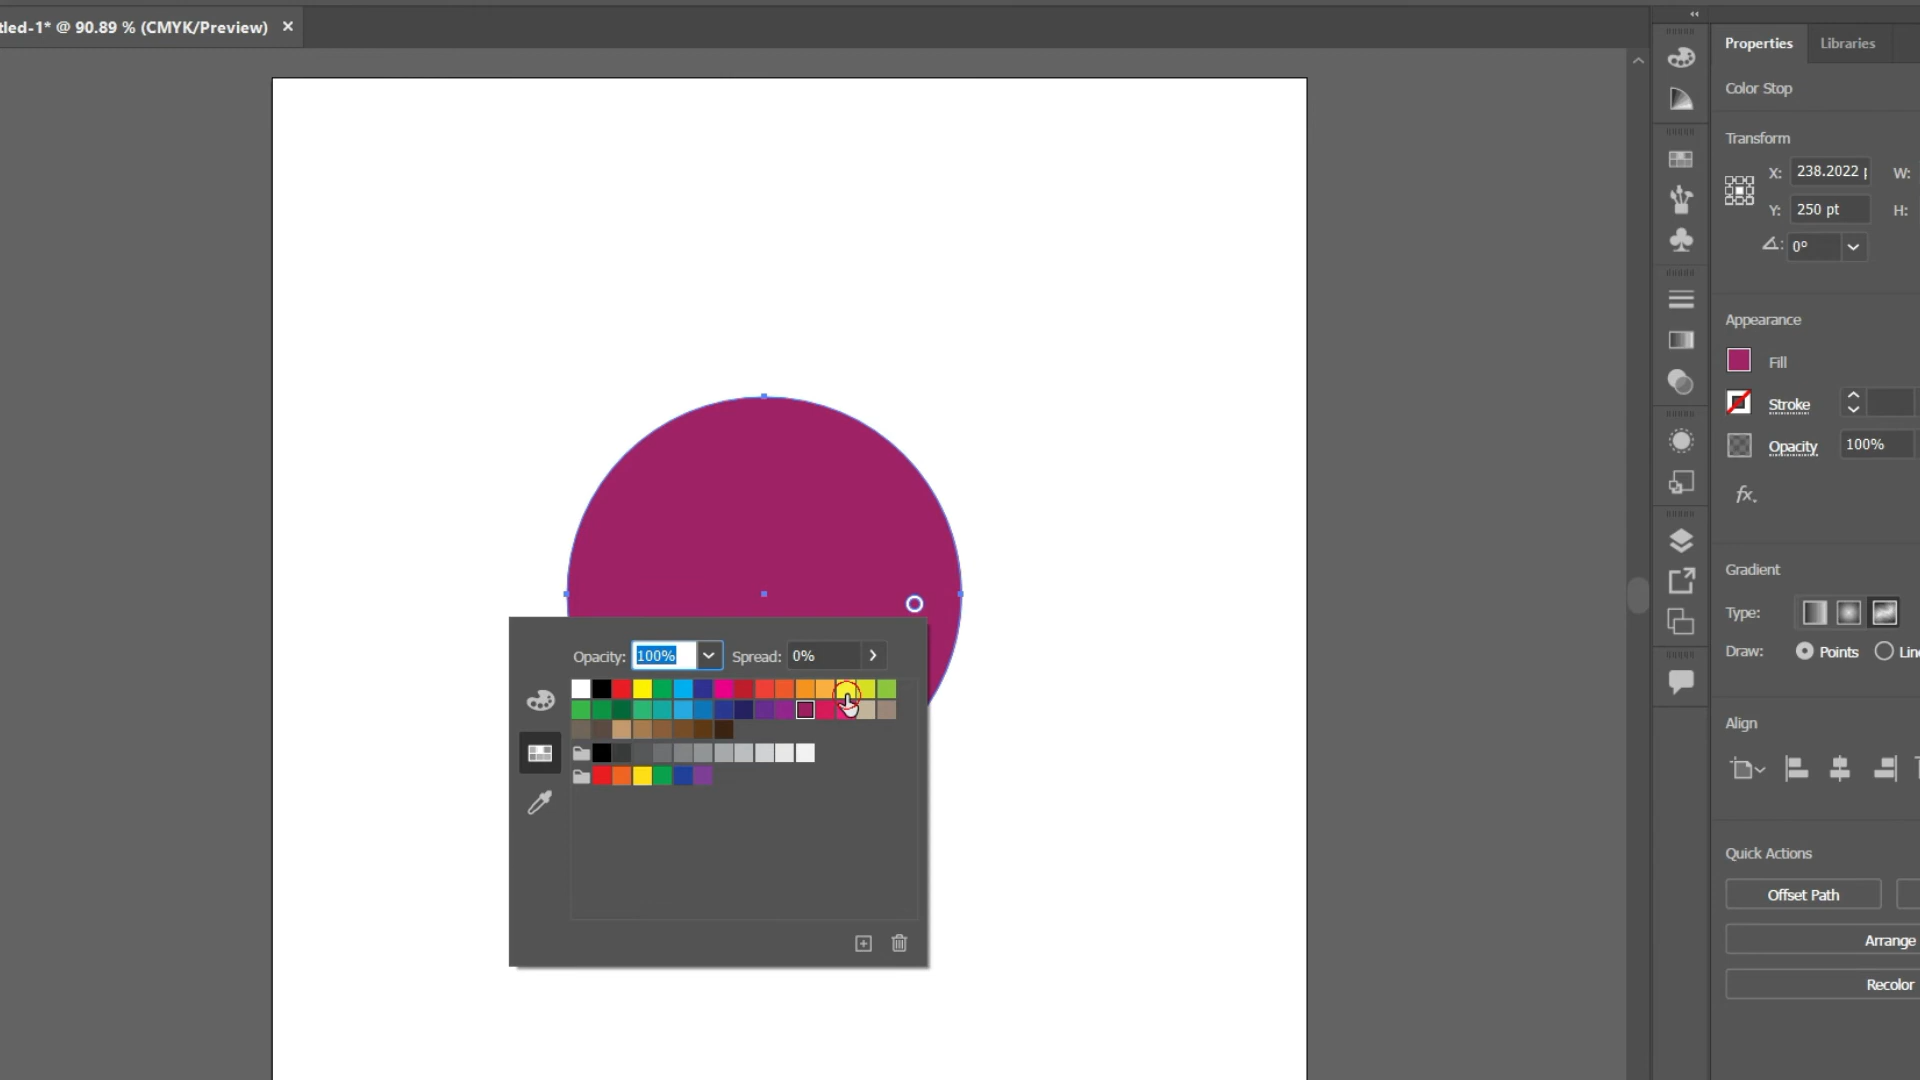 tled-1* @ 90.89 % (CMYK/Preview) ×
Properties Libraries
Color Stop
Transform
X: 238.2022 W:
Y: 250 pt H:
0°
Appearance
Fill
Stroke
Opacity 100%
fx.
Gradient
Type:
Draw: Points Lin
Align
Quick Actions
Offset Path
Arrange
Recolor
Opacity: 100% Spread: 0%